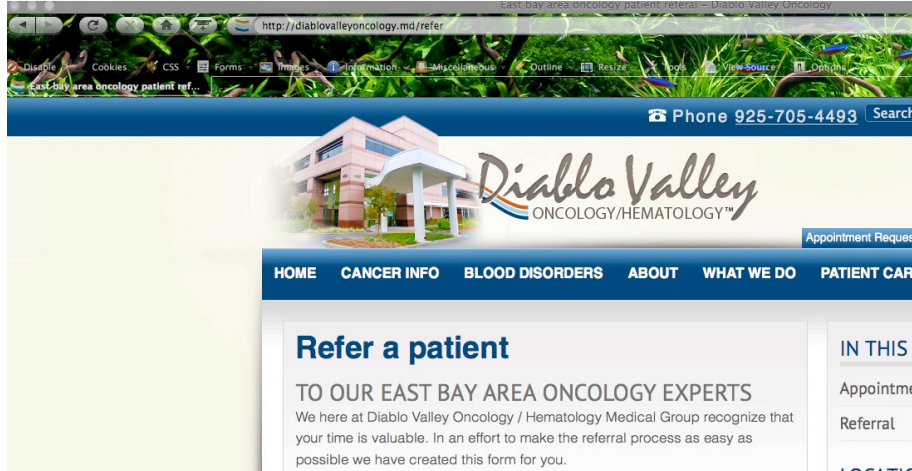 East bay area oncology patient referal – Diablo Valley Oncology
http://diablovalleyoncology.md/refer
Disable Cookies CSS Forms Images Information Miscellaneous Outline Resize Tools View Source Options
East bay area oncology patient ref...
Phone 925-705-4493 Search
Diablo Valley
ONCOLOGY/HEMATOLOGY™
Appointment Reques
HOME CANCER INFO BLOOD DISORDERS ABOUT WHAT WE DO PATIENT CAR
Refer a patient
TO OUR EAST BAY AREA ONCOLOGY EXPERTS
We here at Diablo Valley Oncology / Hematology Medical Group recognize that
your time is valuable. In an effort to make the referral process as easy as
possible we have created this form for you.
IN THIS
Appointme
Referral